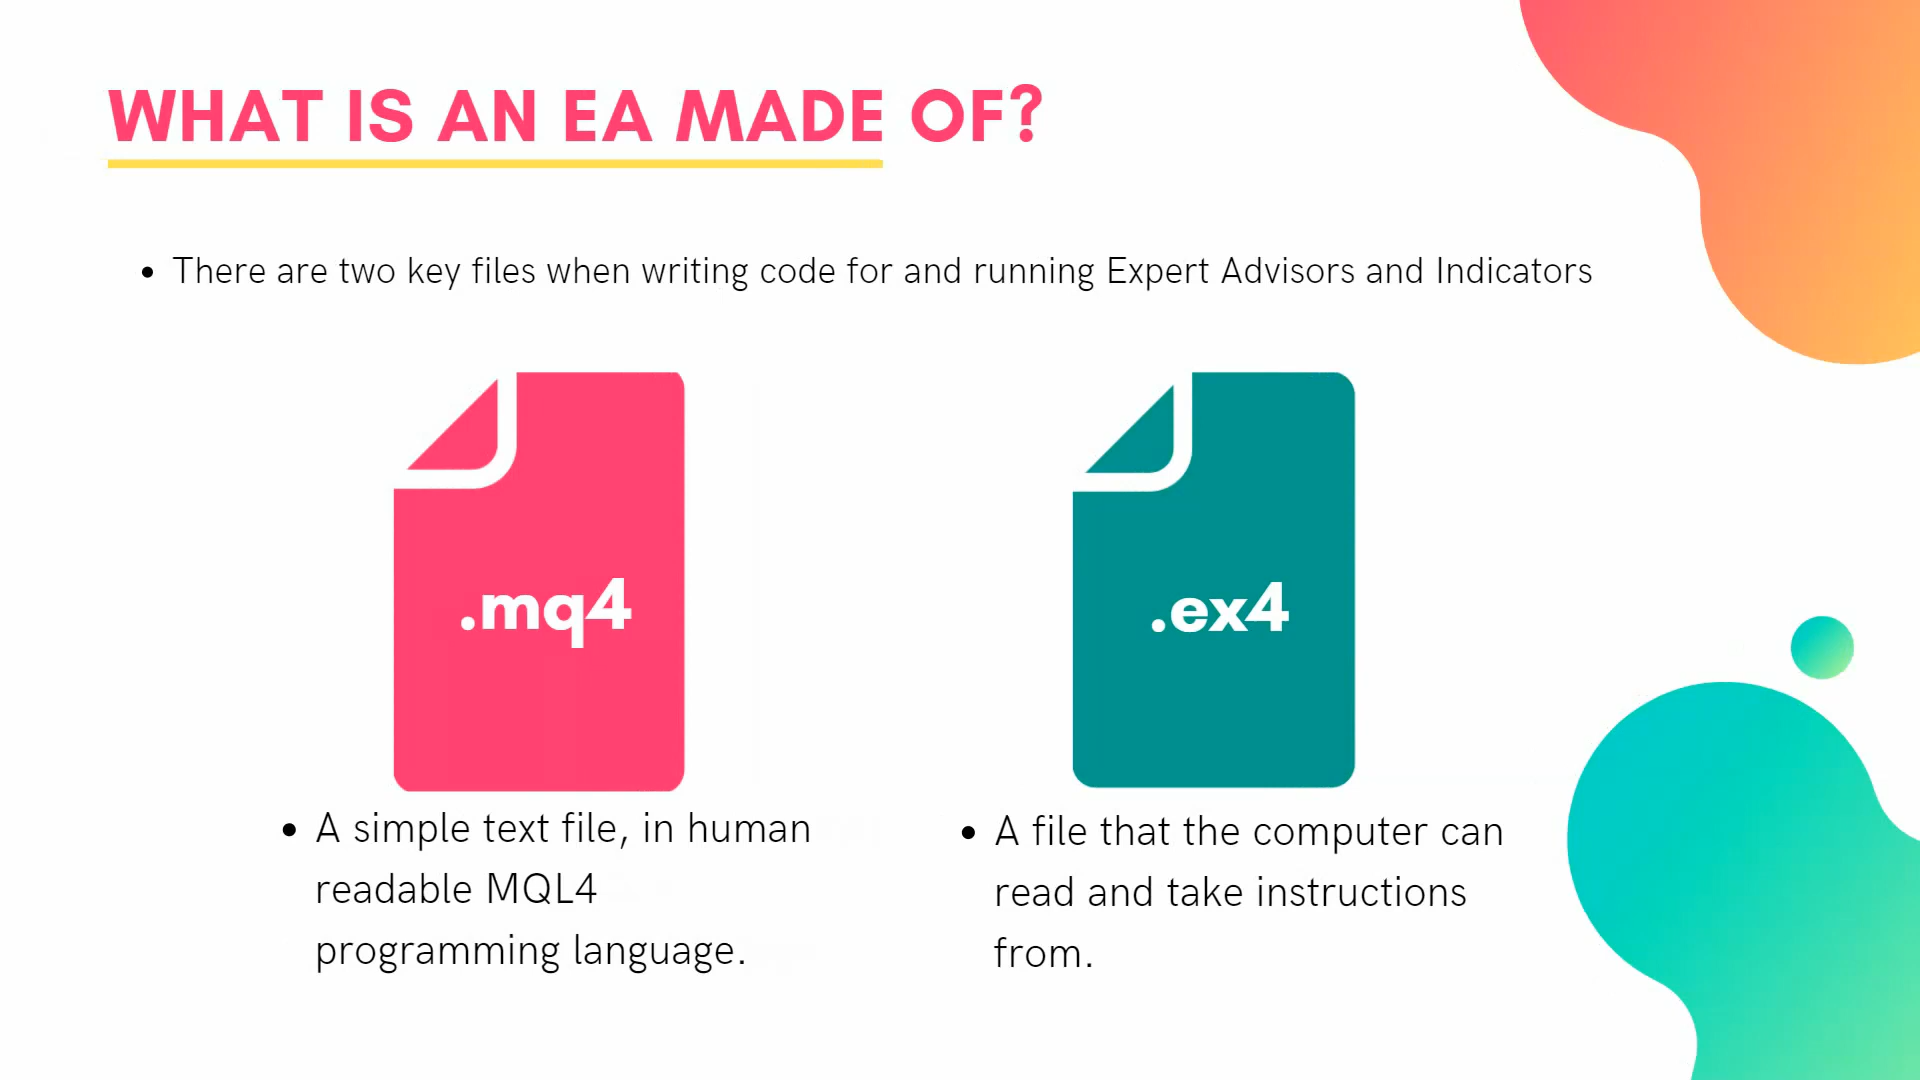 WHAT IS AN EA MADE OF?
• There are two key files when writing code for and running Expert Advisors and Indicators
.mq4
.ex4
• A simple text file, in human
readable MQL4
programming language.
• A file that the computer can
read and take instructions
from.